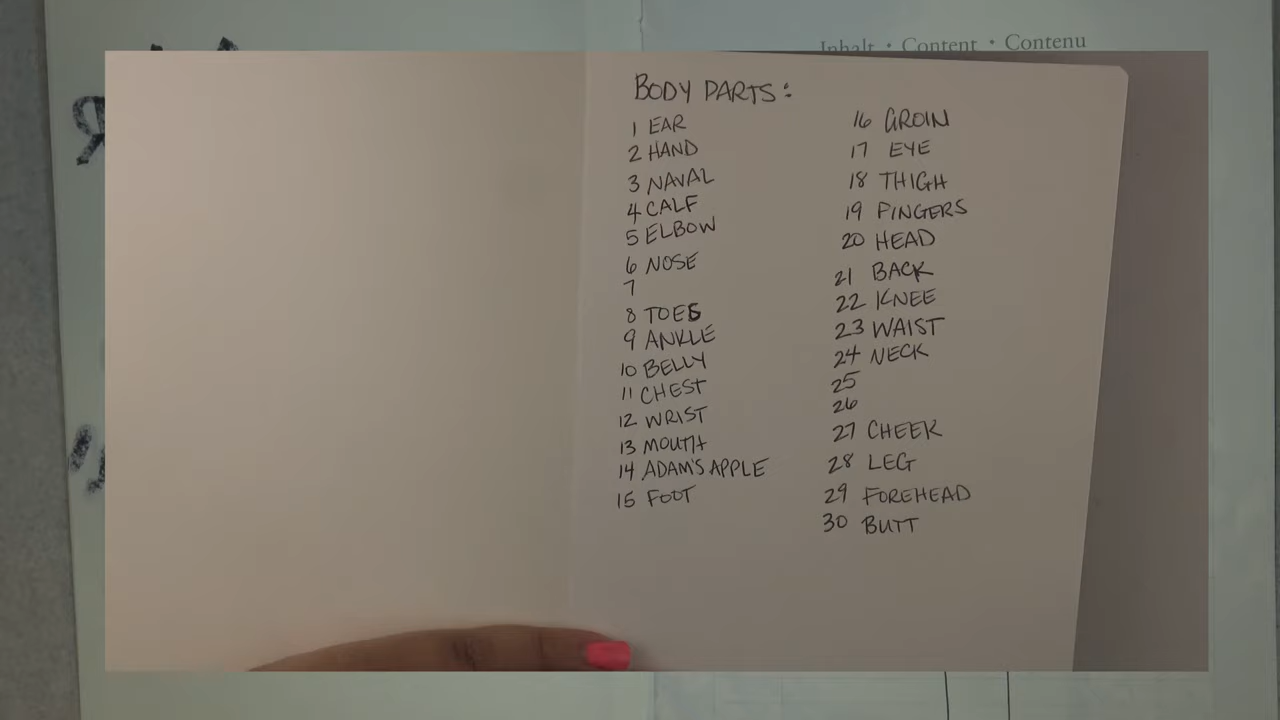 Inhalt · Content · Contenu
BODY PARTS:
1 EAR
2 HAND
3 NAVAL
4 CALF
5 ELBOW
6 NOSE
7
8 TOES
9 ANKLE
10 BELLY
11 CHEST
12 WRIST
13 MOUTH
14 ADAM'S APPLE
15 FOOT
16 GROIN
17 EYE
18 THIGH
19 FINGERS
20 HEAD
21 BACK
22 KNEE
23 WAIST
24 NECK
25
26
27 CHEEK
28 LEG
29 FOREHEAD
30 BUTT